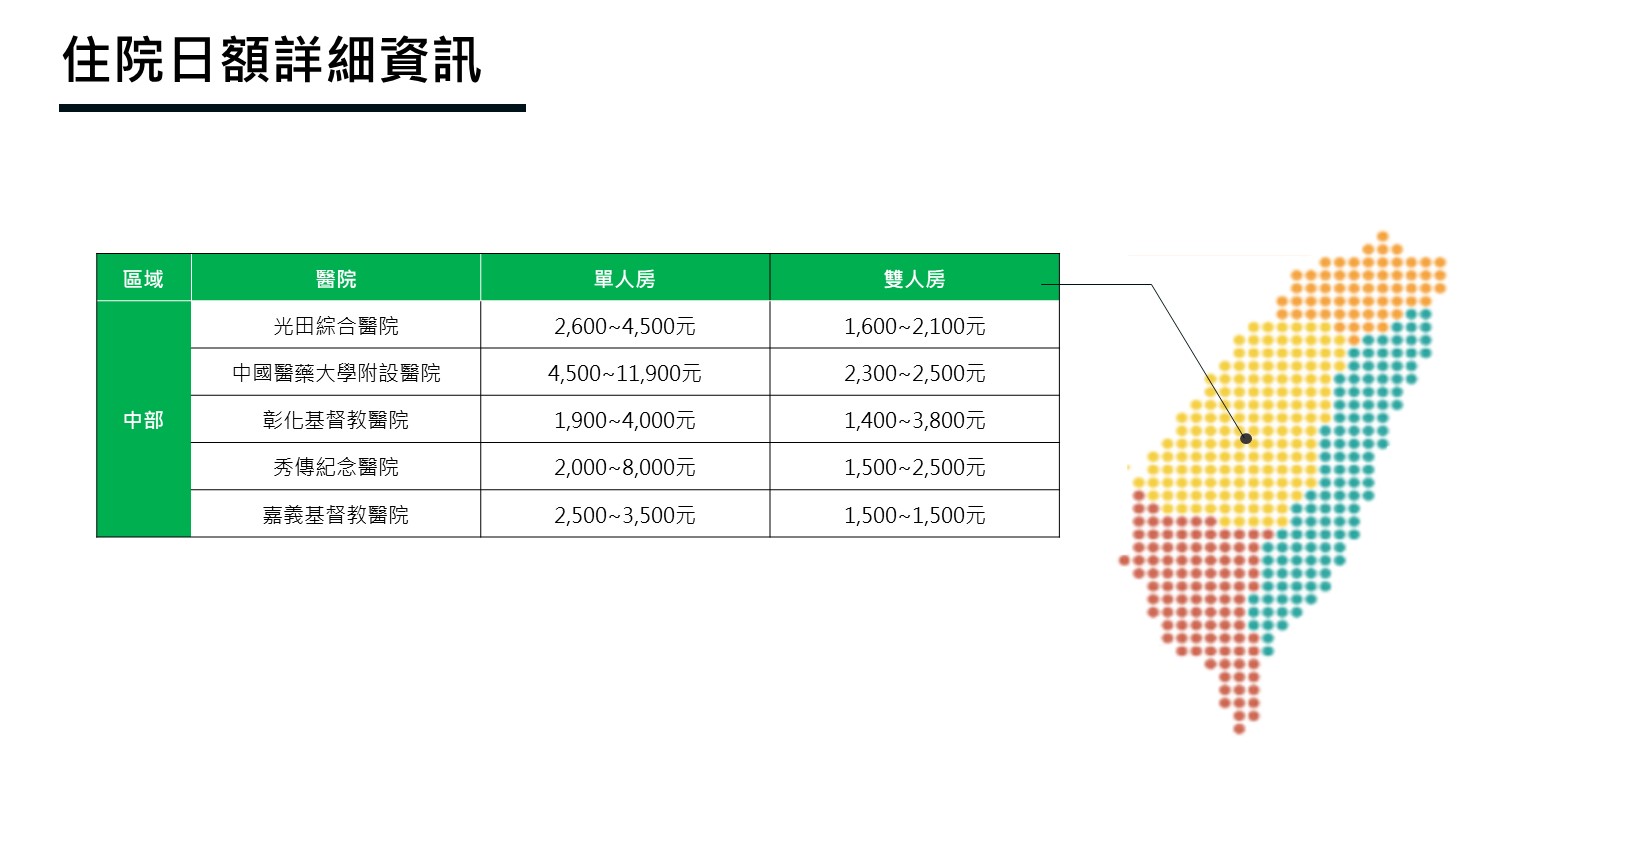 住院日額詳細資訊
區域 醫院 單人房 雙人房
中部
光田綜合醫院 2,600~4,500元 1,600~2,100元
中國醫藥大學附設醫院 4,500~11,900元 2,300~2,500元
彰化基督教醫院 1,900~4,000元 1,400~3,800元
秀傳紀念醫院 2,000~8,000元 1,500~2,500元
嘉義基督教醫院 2,500~3,500元 1,500~1,500元